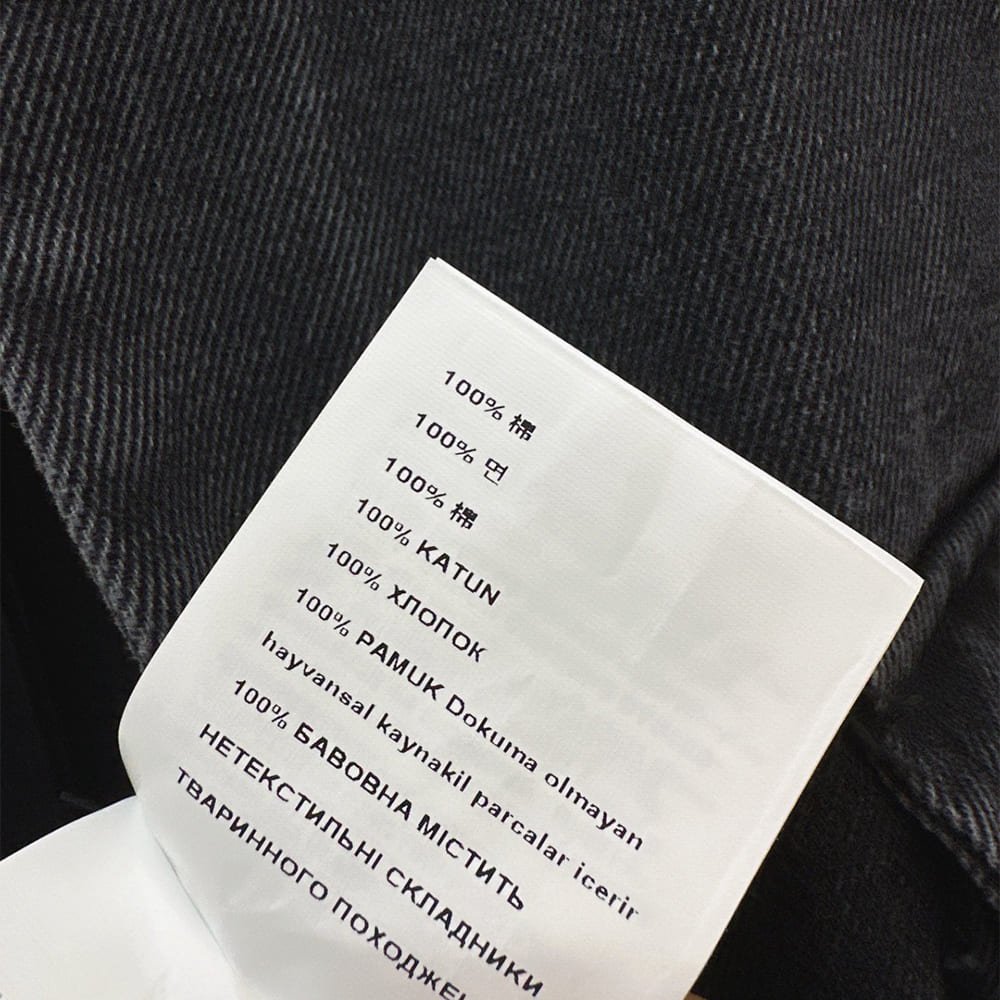 100% 棉
100% 면
100% 棉
100% KATUN
100% ХЛОПОК
100% PAMUK Dokuma olmayan
hayvansal kaynakil parcalar icerir
100% БАВОВНА МІСТИТЬ
НЕТЕКСТИЛЬНІ СКЛАДНИКИ
ТВАРИННОГО